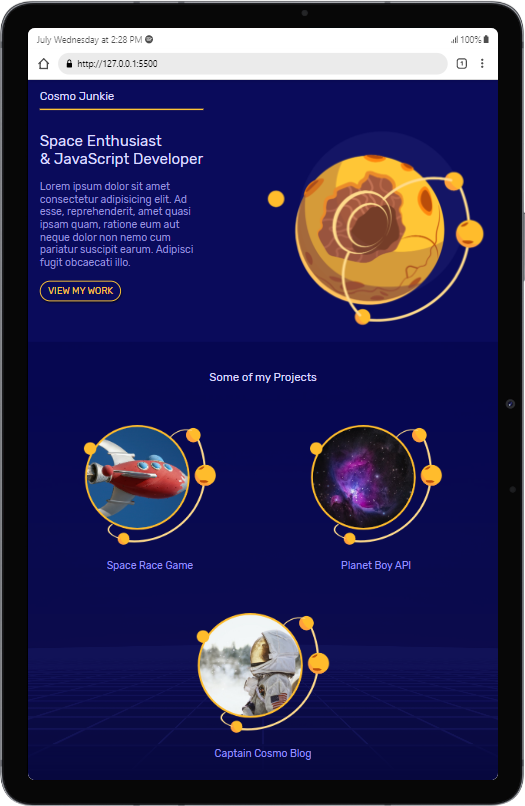 July Wednesday at 2:28 PM
100%
http://127.0.0.1:5500
1
Cosmo Junkie
Space Enthusiast
& JavaScript Developer
Lorem ipsum dolor sit amet
consectetur adipisicing elit. Ad
esse, reprehenderit, amet quasi
ipsam quam, ratione eum aut
neque dolor non nemo cum
pariatur suscipit earum. Adipisci
fugit obcaecati illo.
VIEW MY WORK
Some of my Projects
Space Race Game
Planet Boy API
Captain Cosmo Blog